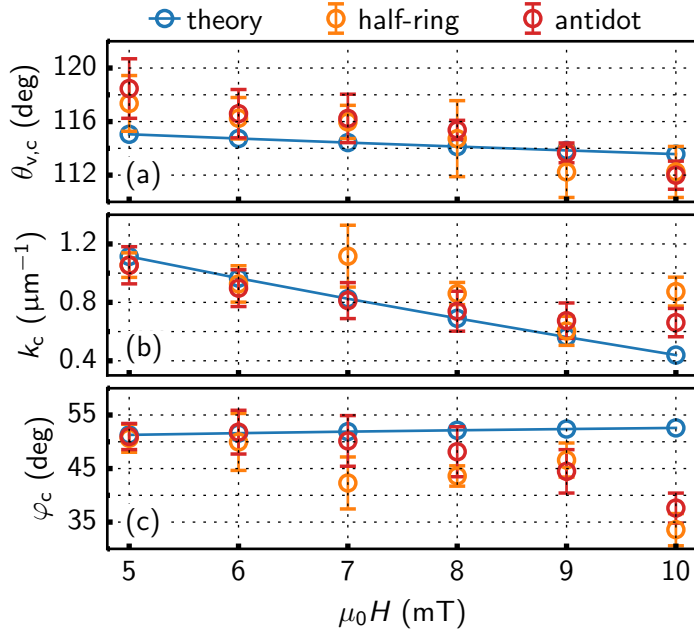 theory half-ring antidot
120
116
112
θv,c (deg)
(a)
1.2
0.8
0.4
kc (μm−1)
(b)
55
45
35
φc (deg)
(c)
5 6 7 8 9 10
μ0H (mT)